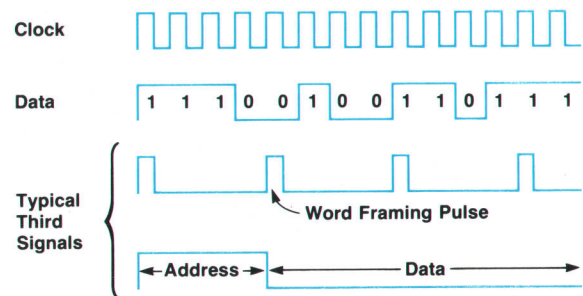 Clock
Data
1 1 1 0 0 1 0 0 1 1 0 1 1 1
Typical
Third
Signals
Word Framing Pulse
Address
Data